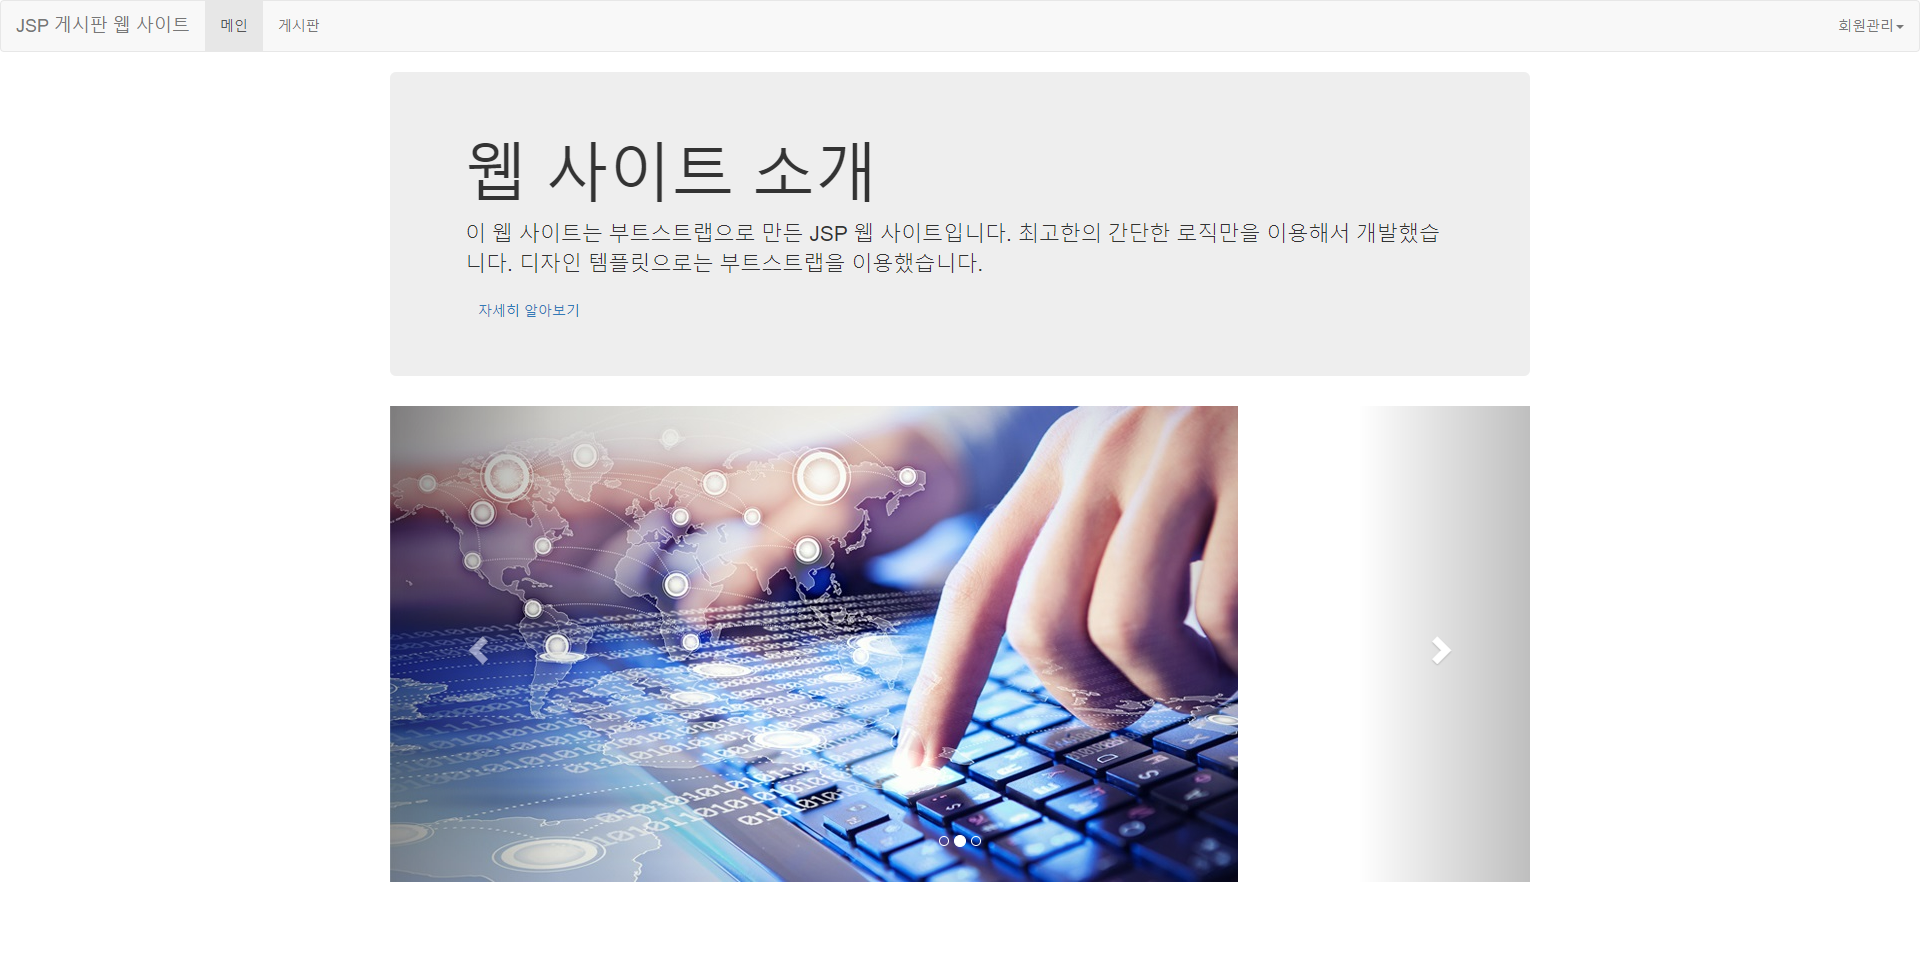 JSP 게시판 웹 사이트 메인 게시판 회원관리
웹 사이트 소개
이 웹 사이트는 부트스트랩으로 만든 JSP 웹 사이트입니다. 최고한의 간단한 로직만을 이용해서 개발했습
니다. 디자인 템플릿으로는 부트스트랩을 이용했습니다.
자세히 알아보기